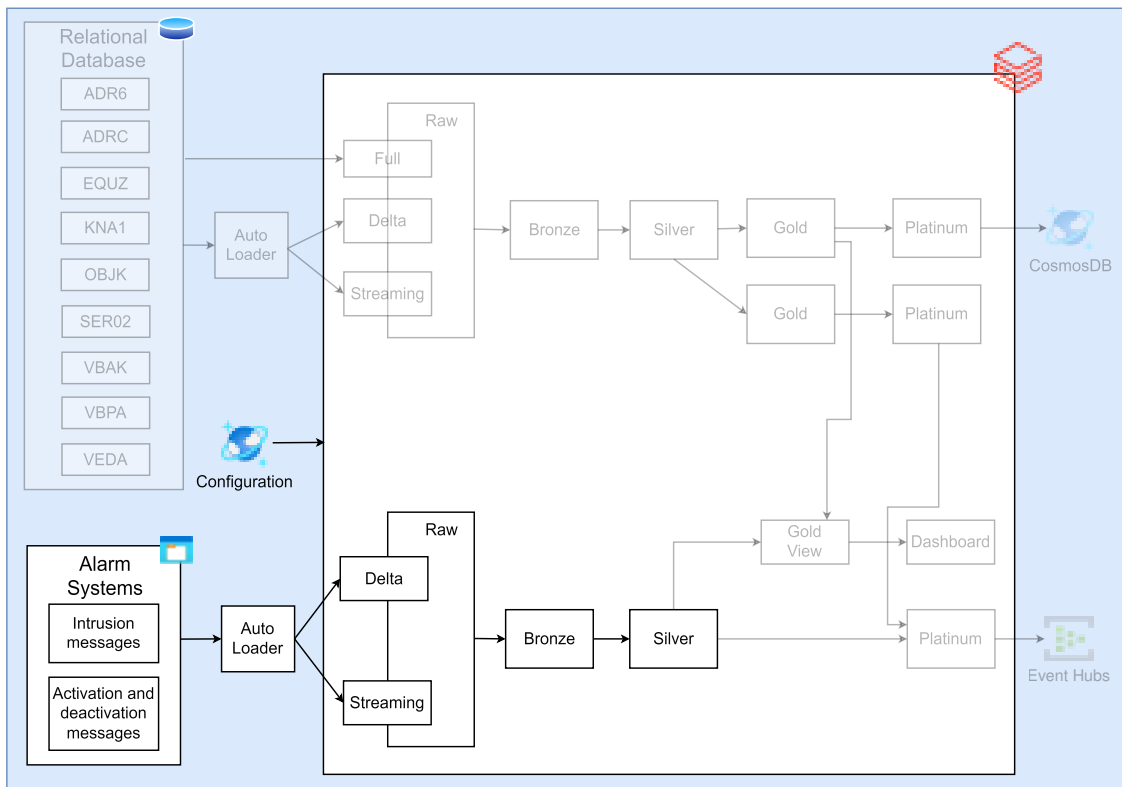 Relational
Database
ADR6
ADRC
EQUZ
KNA1
OBJK
SER02
VBAK
VBPA
VEDA
Auto
Loader
Raw
Full
Delta
Streaming
Bronze
Silver
Gold
Platinum
CosmosDB
Gold
Platinum
Configuration
Alarm
Systems
Intrusion
messages
Activation and
deactivation
messages
Auto
Loader
Raw
Delta
Streaming
Bronze
Silver
Gold
View
Dashboard
Platinum
Event Hubs